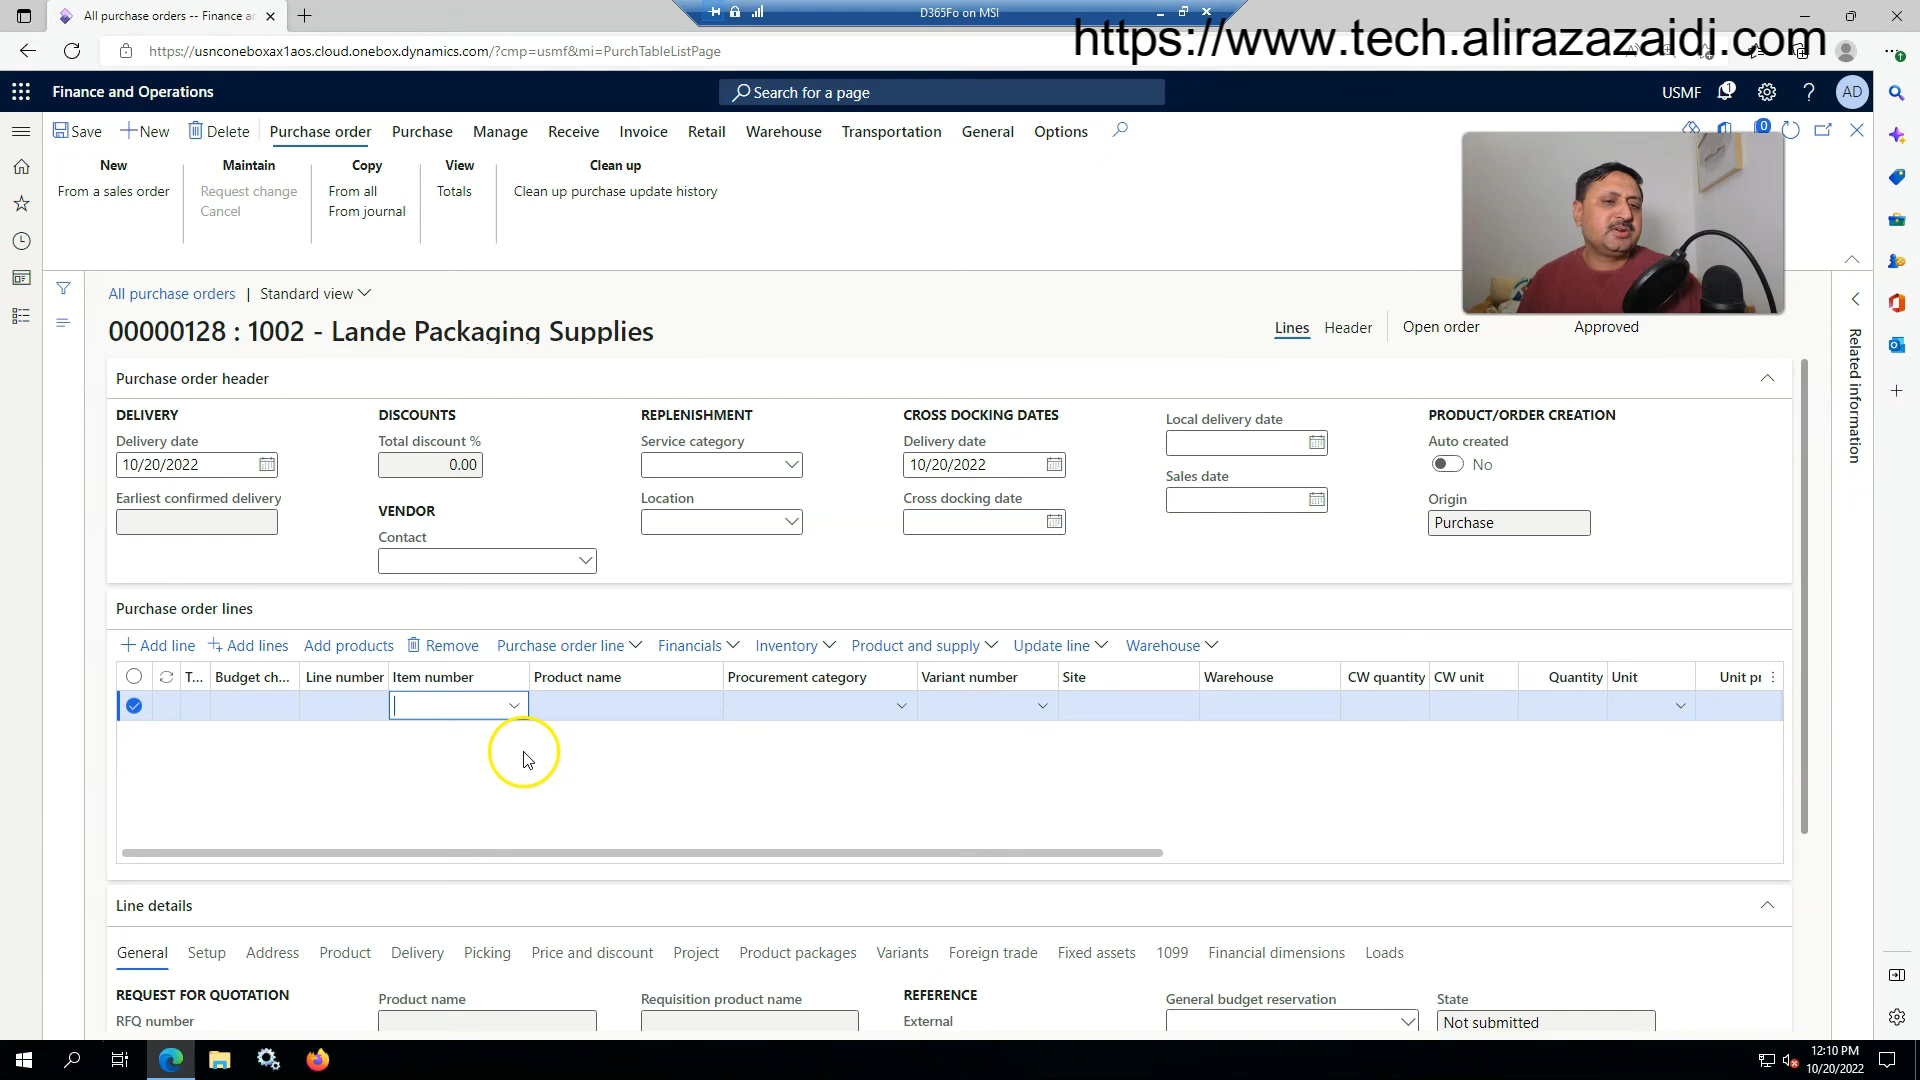 All purchase orders -- Finance ar
D365Fo on MSI
https://usnconeboxax1aos.cloud.onebox.dynamics.com/?cmp=usmf&mi=PurchTableListPage
https://www.tech.alirazazaidi.com
Finance and Operations
Search for a page
USMF
1
?
AD
Save
New
Delete
Purchase order
Purchase
Manage
Receive
Invoice
Retail
Warehouse
Transportation
General
Options
0
New
Maintain
Copy
View
Clean up
From a sales order
Request change
From all
Totals
Clean up purchase update history
Cancel
From journal
All purchase orders | Standard view
00000128 : 1002 - Lande Packaging Supplies
Lines
Header
Open order
Approved
Related information
Purchase order header
DELIVERY
DISCOUNTS
REPLENISHMENT
CROSS DOCKING DATES
Local delivery date
PRODUCT/ORDER CREATION
Delivery date
Total discount %
Service category
Delivery date
Auto created
10/20/2022
0.00
10/20/2022
No
Sales date
Earliest confirmed delivery
Location
Cross docking date
Origin
VENDOR
Purchase
Contact
Purchase order lines
Add line
Add lines
Add products
Remove
Purchase order line
Financials
Inventory
Product and supply
Update line
Warehouse
T...
Budget ch...
Line number
Item number
Product name
Procurement category
Variant number
Site
Warehouse
CW quantity
CW unit
Quantity
Unit
Unit pr
Line details
General
Setup
Address
Product
Delivery
Picking
Price and discount
Project
Product packages
Variants
Foreign trade
Fixed assets
1099
Financial dimensions
Loads
REQUEST FOR QUOTATION
Product name
Requisition product name
REFERENCE
General budget reservation
State
RFQ number
External
Not submitted
12:10 PM
10/20/2022